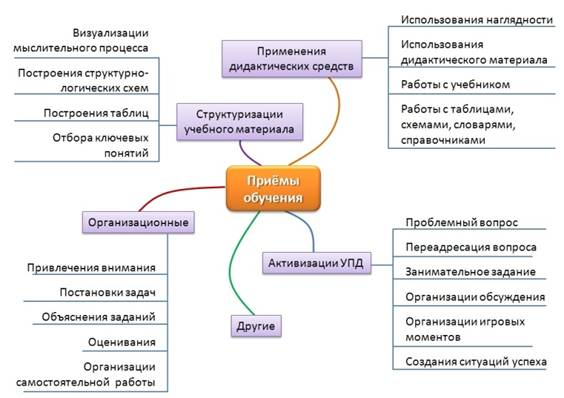 Приёмы
обучения
Применения
дидактических средств
Использования наглядности
Использования
дидактического материала
Работы с учебником
Работы с таблицами,
схемами, словарями,
справочниками
Структуризации
учебного материала
Визуализации
мыслительного процесса
Построения структурно-
логических схем
Построения таблиц
Отбора ключевых
понятий
Организационные
Привлечения внимания
Постановки задач
Объяснения заданий
Оценивания
Организации
самостоятельной работы
Активизации УПД
Проблемный вопрос
Переадресация вопроса
Занимательное задание
Организации обсуждения
Организации игровых
моментов
Создания ситуаций успеха
Другие